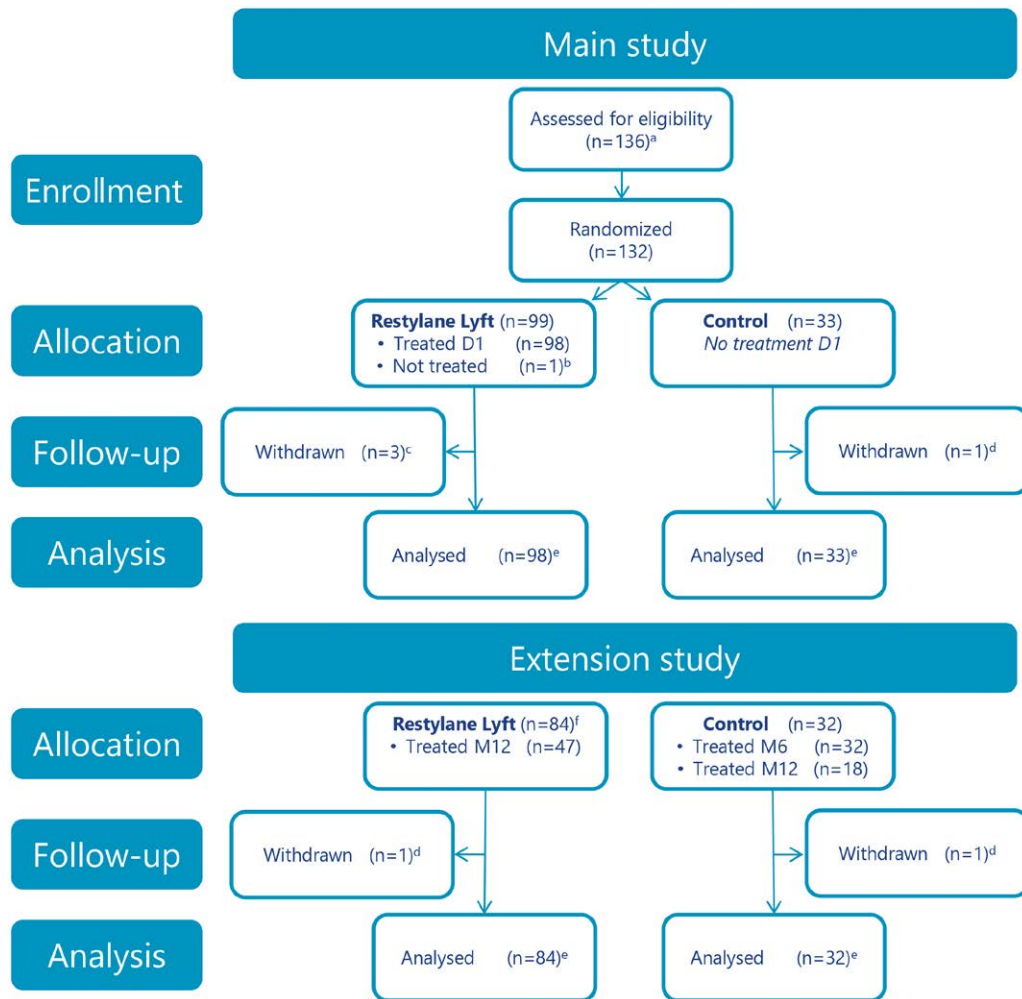 Main study
Assessed for eligibility
(n=136)ᵃ
Enrollment
Randomized
(n=132)
Allocation
Restylane Lyft (n=99)
• Treated D1 (n=98)
• Not treated (n=1)ᵇ
Control (n=33)
No treatment D1
Follow-up
Withdrawn (n=3)ᶜ
Withdrawn (n=1)ᵈ
Analysis
Analysed (n=98)ᵉ
Analysed (n=33)ᵉ
Extension study
Allocation
Restylane Lyft (n=84)ᶠ
• Treated M12 (n=47)
Control (n=32)
• Treated M6 (n=32)
• Treated M12 (n=18)
Follow-up
Withdrawn (n=1)ᵈ
Withdrawn (n=1)ᵈ
Analysis
Analysed (n=84)ᵉ
Analysed (n=32)ᵉ